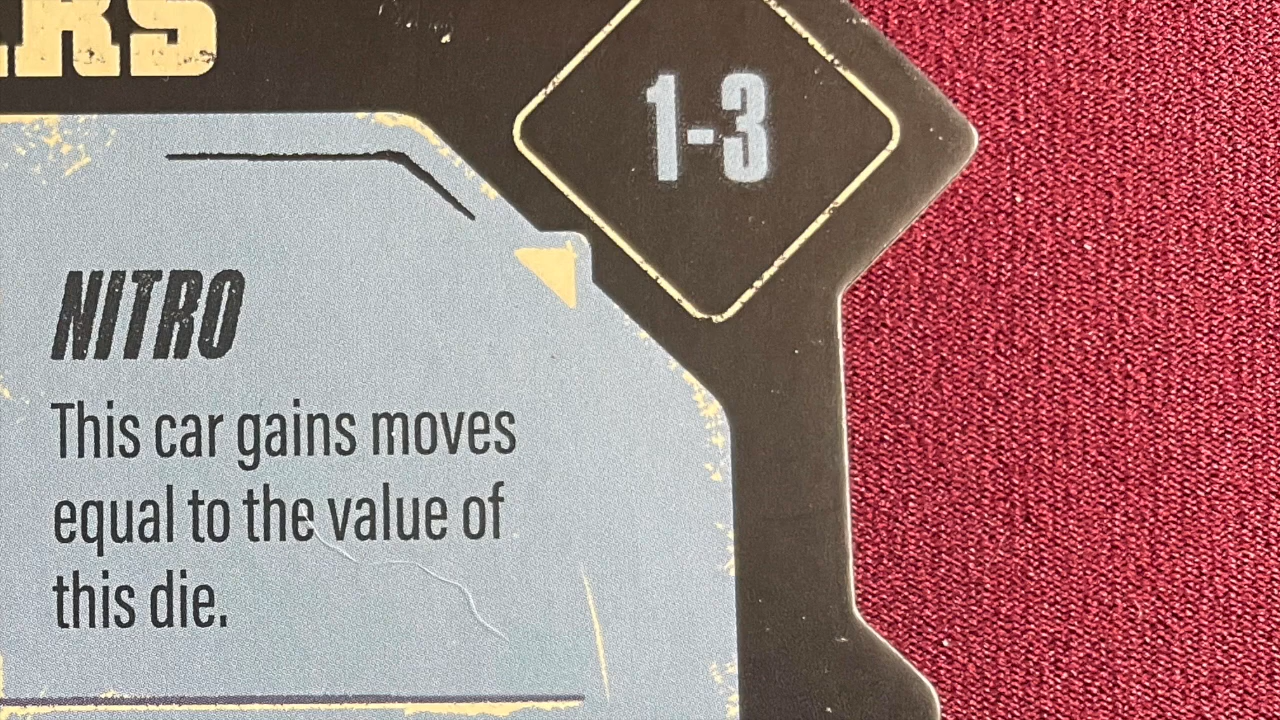 1-3
NITRO
This car gains moves
equal to the value of
this die.